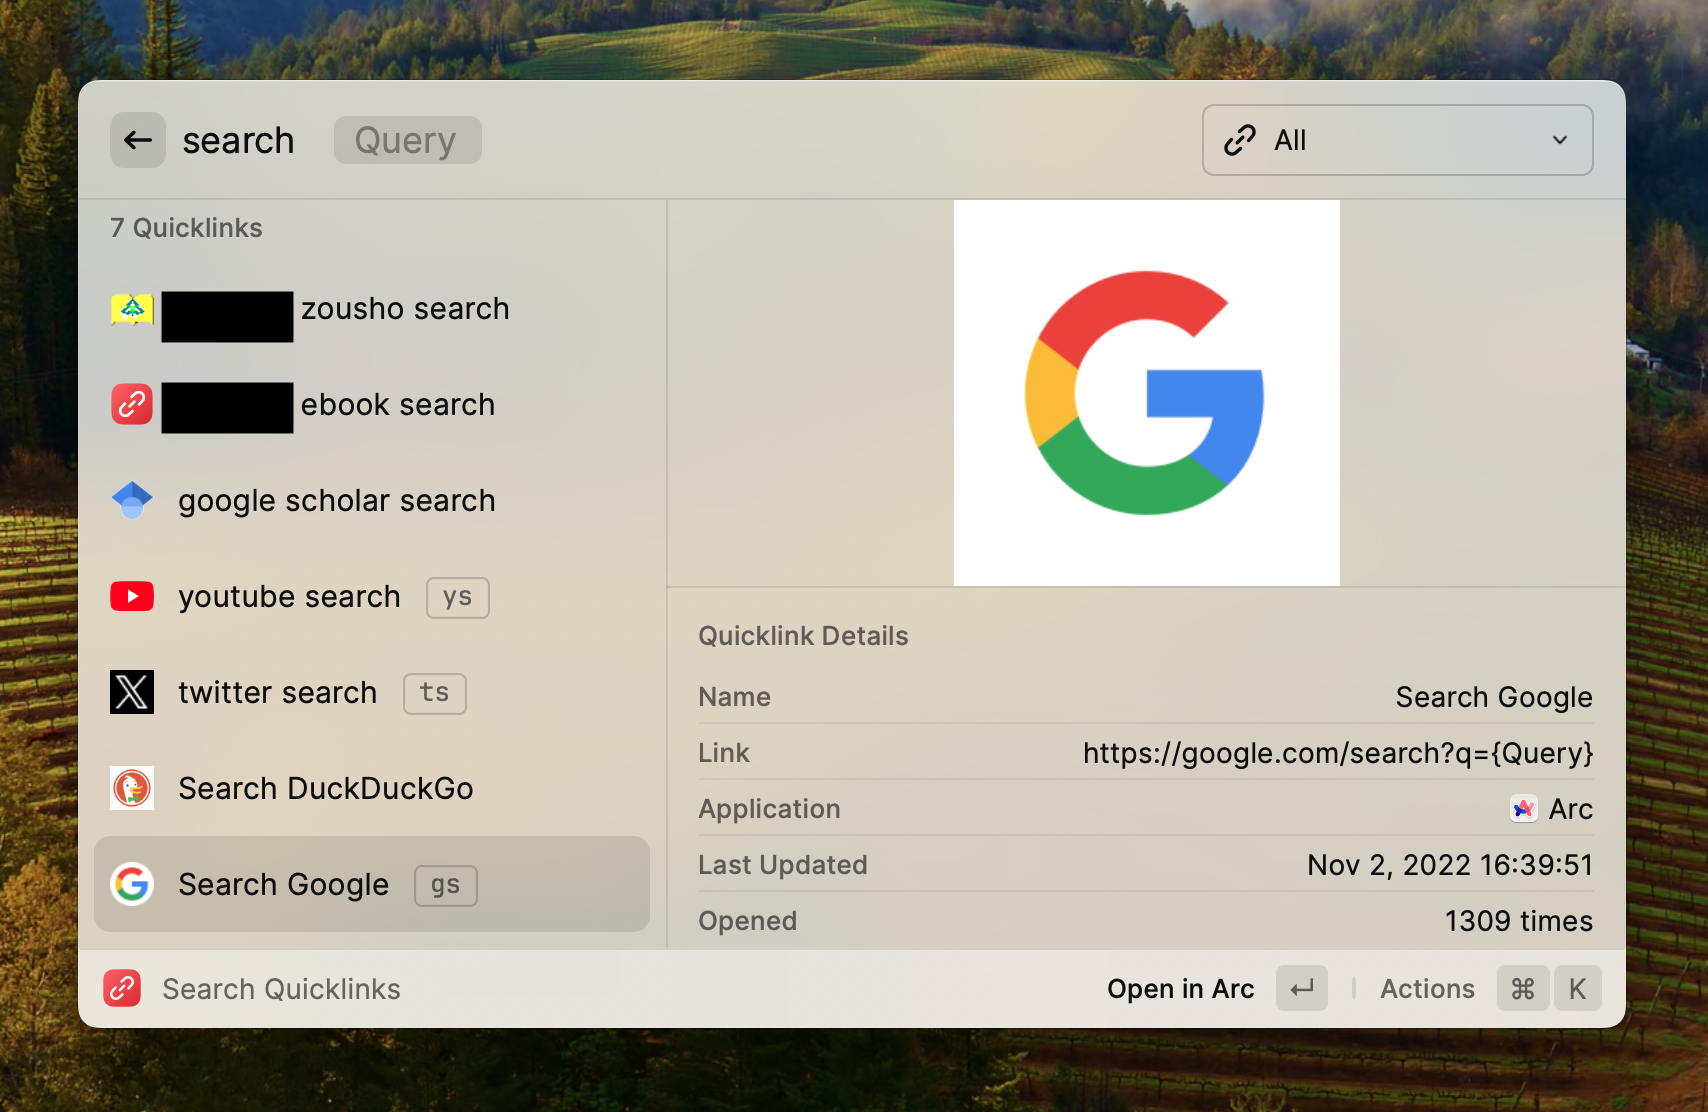 search Query
All
7 Quicklinks
zousho search
ebook search
google scholar search
youtube search ys
twitter search ts
Search DuckDuckGo
Search Google gs
Quicklink Details
Name Search Google
Link https://google.com/search?q={Query}
Application Arc
Last Updated Nov 2, 2022 16:39:51
Opened 1309 times
Search Quicklinks
Open in Arc ↵ Actions ⌘ K